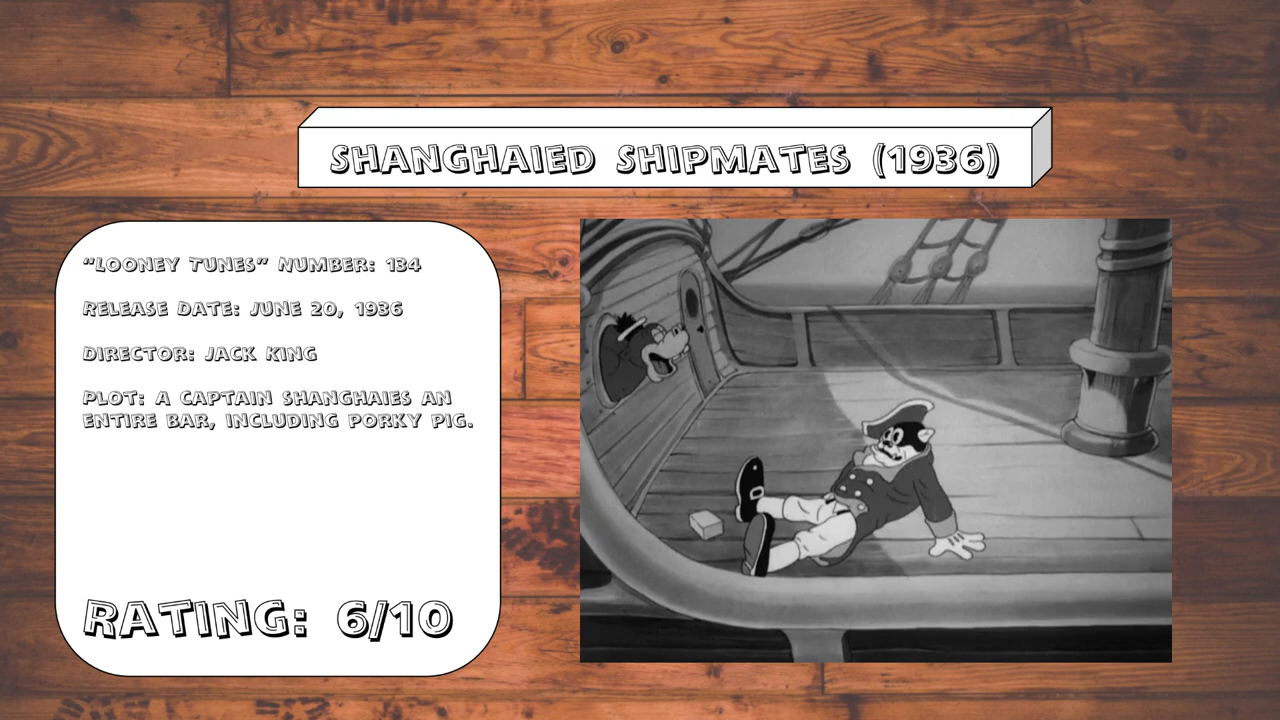 SHANGHAIED SHIPMATES (1936)
"LOONEY TUNES" NUMBER: 134
RELEASE DATE: JUNE 20, 1936
DIRECTOR: JACK KING
PLOT: A CAPTAIN SHANGHAIES AN
ENTIRE BAR, INCLUDING PORKY PIG.
RATING: 6/10